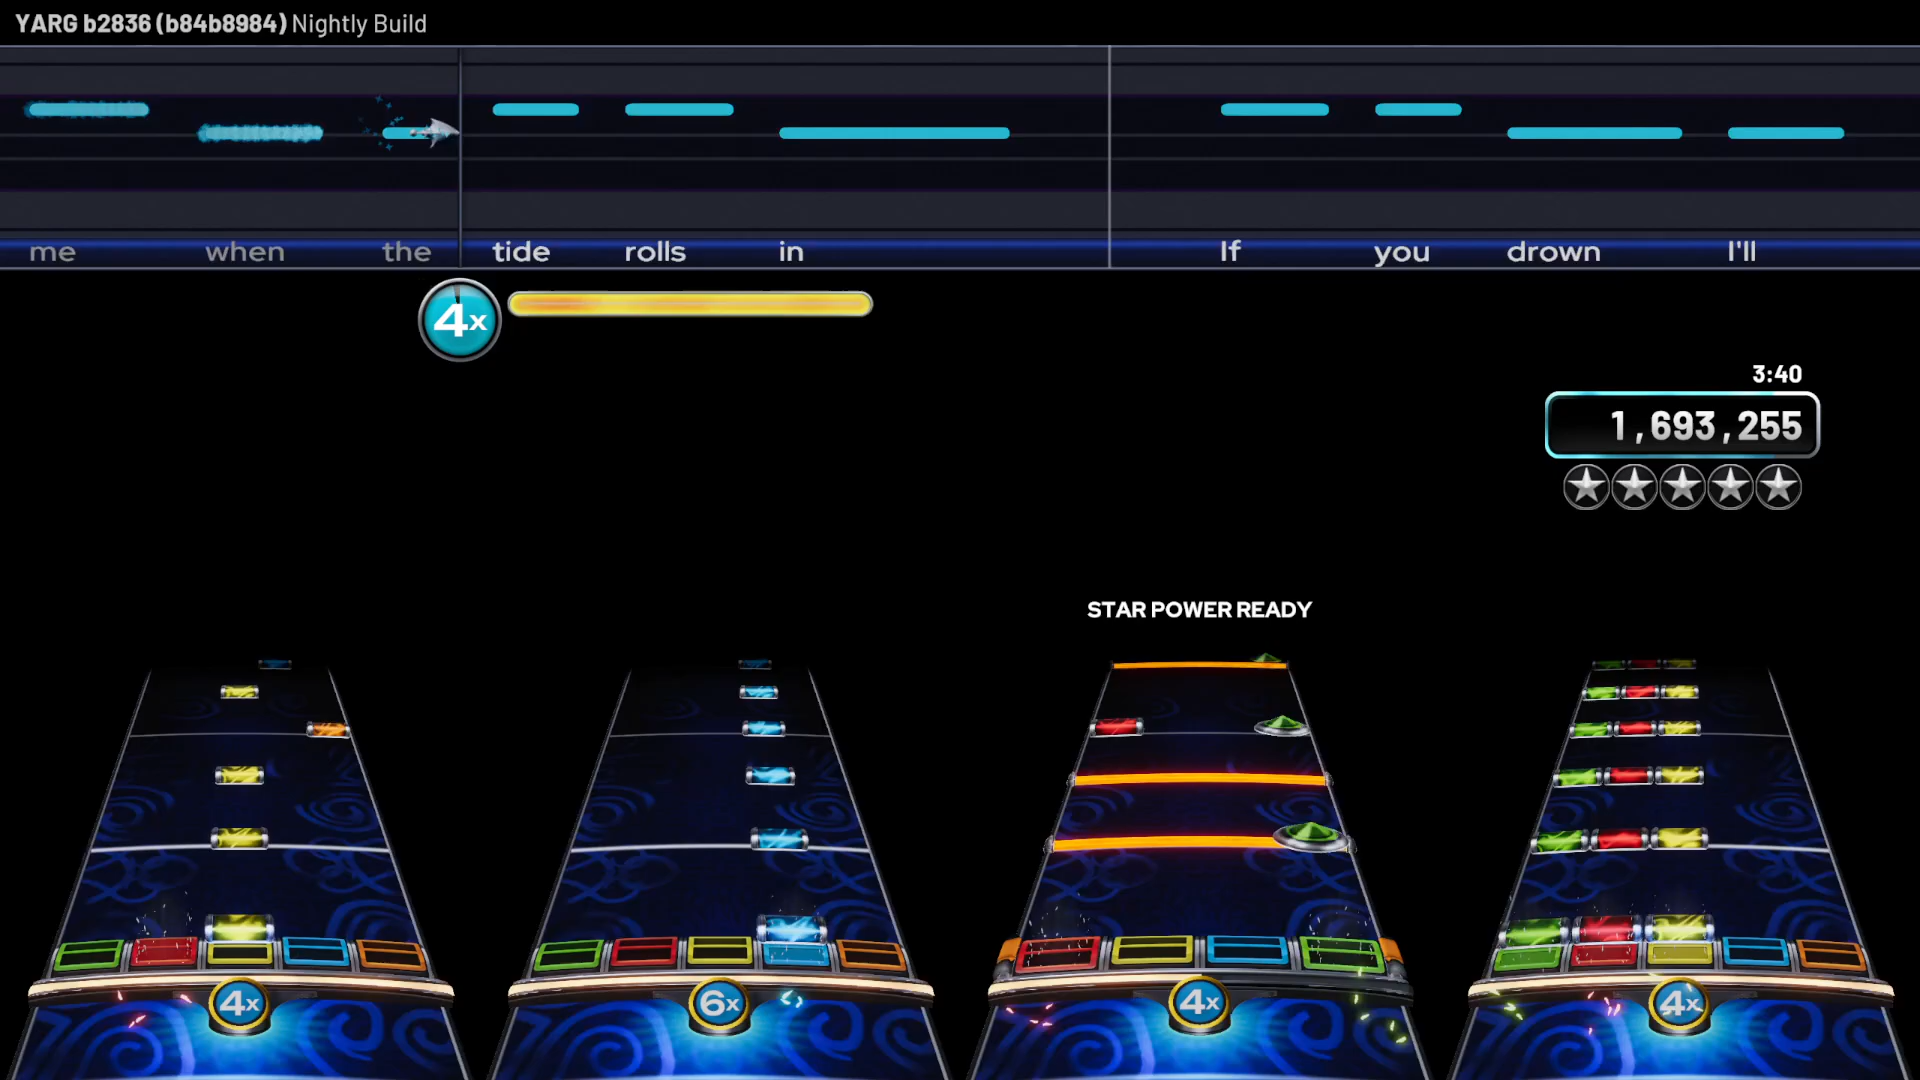 YARG b2836 (b84b8984) Nightly Build
me when the tide rolls in If you drown I'll
4x
3:40
1,693,255
STAR POWER READY
4x 6x 4x 4x